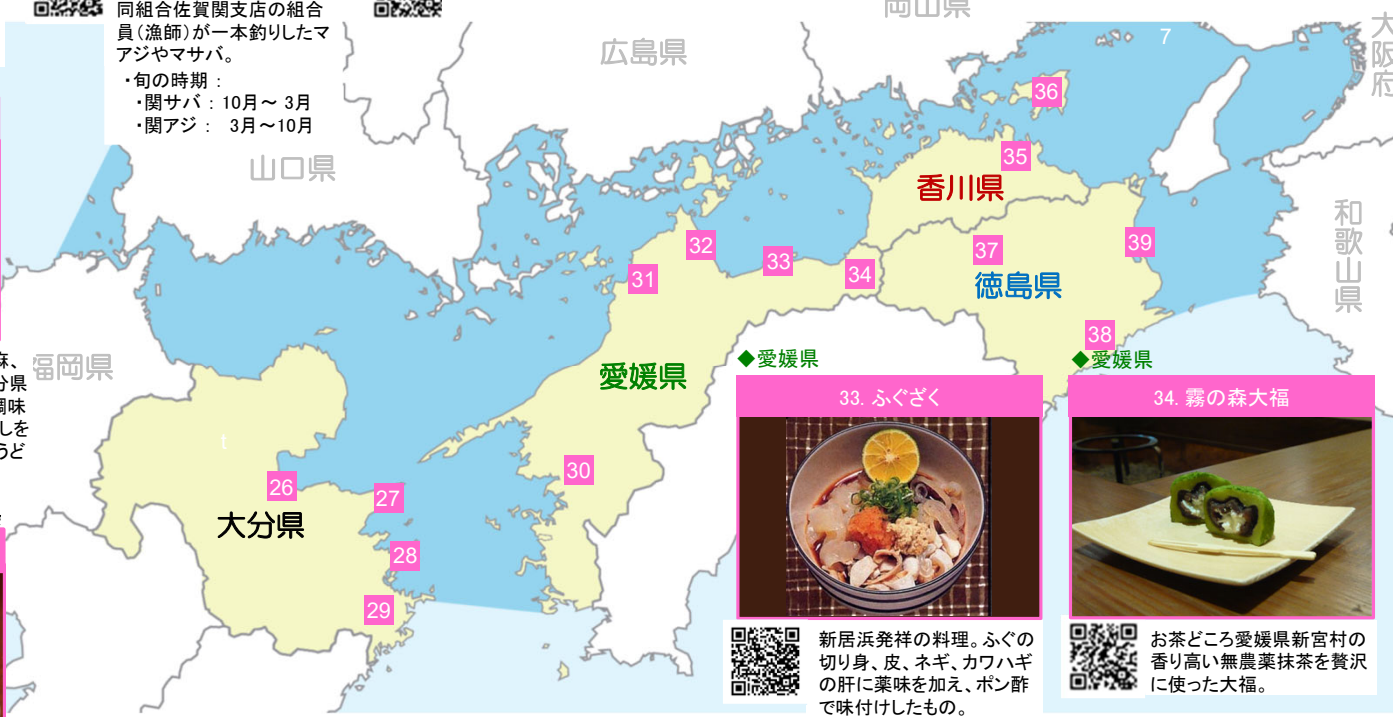 同組合佐賀関支店の組合
員(漁師)が一本釣りしたマ
アジやマサバ。
・旬の時期：
・関サバ：10月～ 3月
・関アジ： 3月～10月
岡山県
広島県
7
大阪府
36
山口県
35
香川県
和歌山県
32
33
34
37
39
31
徳島県
38
麻、
福岡県
分県
調味
しを
うど
愛媛県
30
26
27
大分県
28
29
◆愛媛県
33. ふぐざく
新居浜発祥の料理。ふぐの
切り身、皮、ネギ、カワハギ
の肝に薬味を加え、ポン酢
で味付けしたもの。
◆愛媛県
34. 霧の森大福
お茶どころ愛媛県新宮村の
香り高い無農薬抹茶を贅沢
に使った大福。